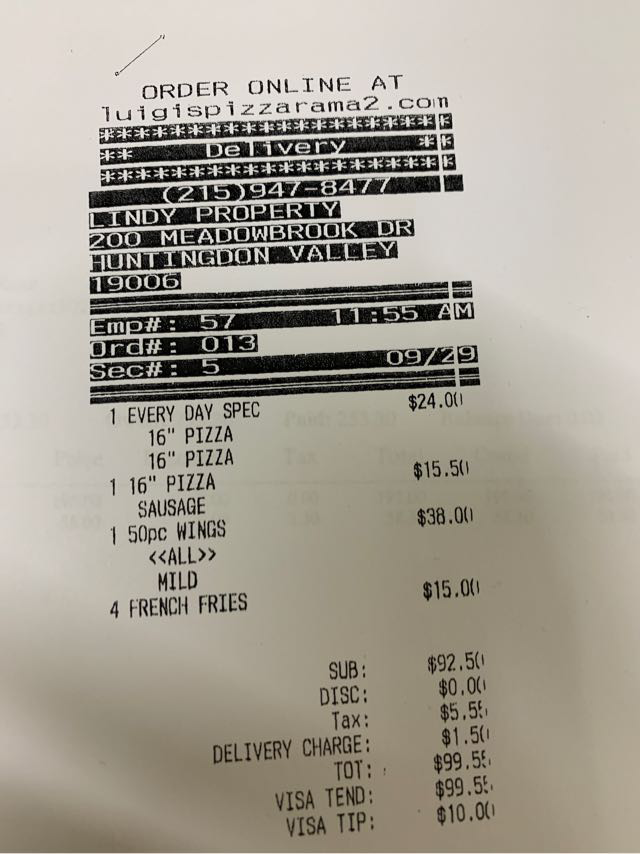 ORDER ONLINE AT
luigispizzarama2.com
**********************
** Delivery **
**********************
(215)947-8477
LINDY PROPERTY
200 MEADOWBROOK DR
HUNTINGDON VALLEY
19006
Emp#: 57 11:55 AM
Ord#: 013
Sec#: 5 09/29
1 EVERY DAY SPEC $24.00
16" PIZZA
16" PIZZA
1 16" PIZZA $15.50
SAUSAGE
1 50pc WINGS $38.00
<<ALL>>
MILD
4 FRENCH FRIES $15.00
SUB: $92.50
DISC: $0.00
Tax: $5.55
DELIVERY CHARGE: $1.50
TOT: $99.55
VISA TEND: $99.55
VISA TIP: $10.00